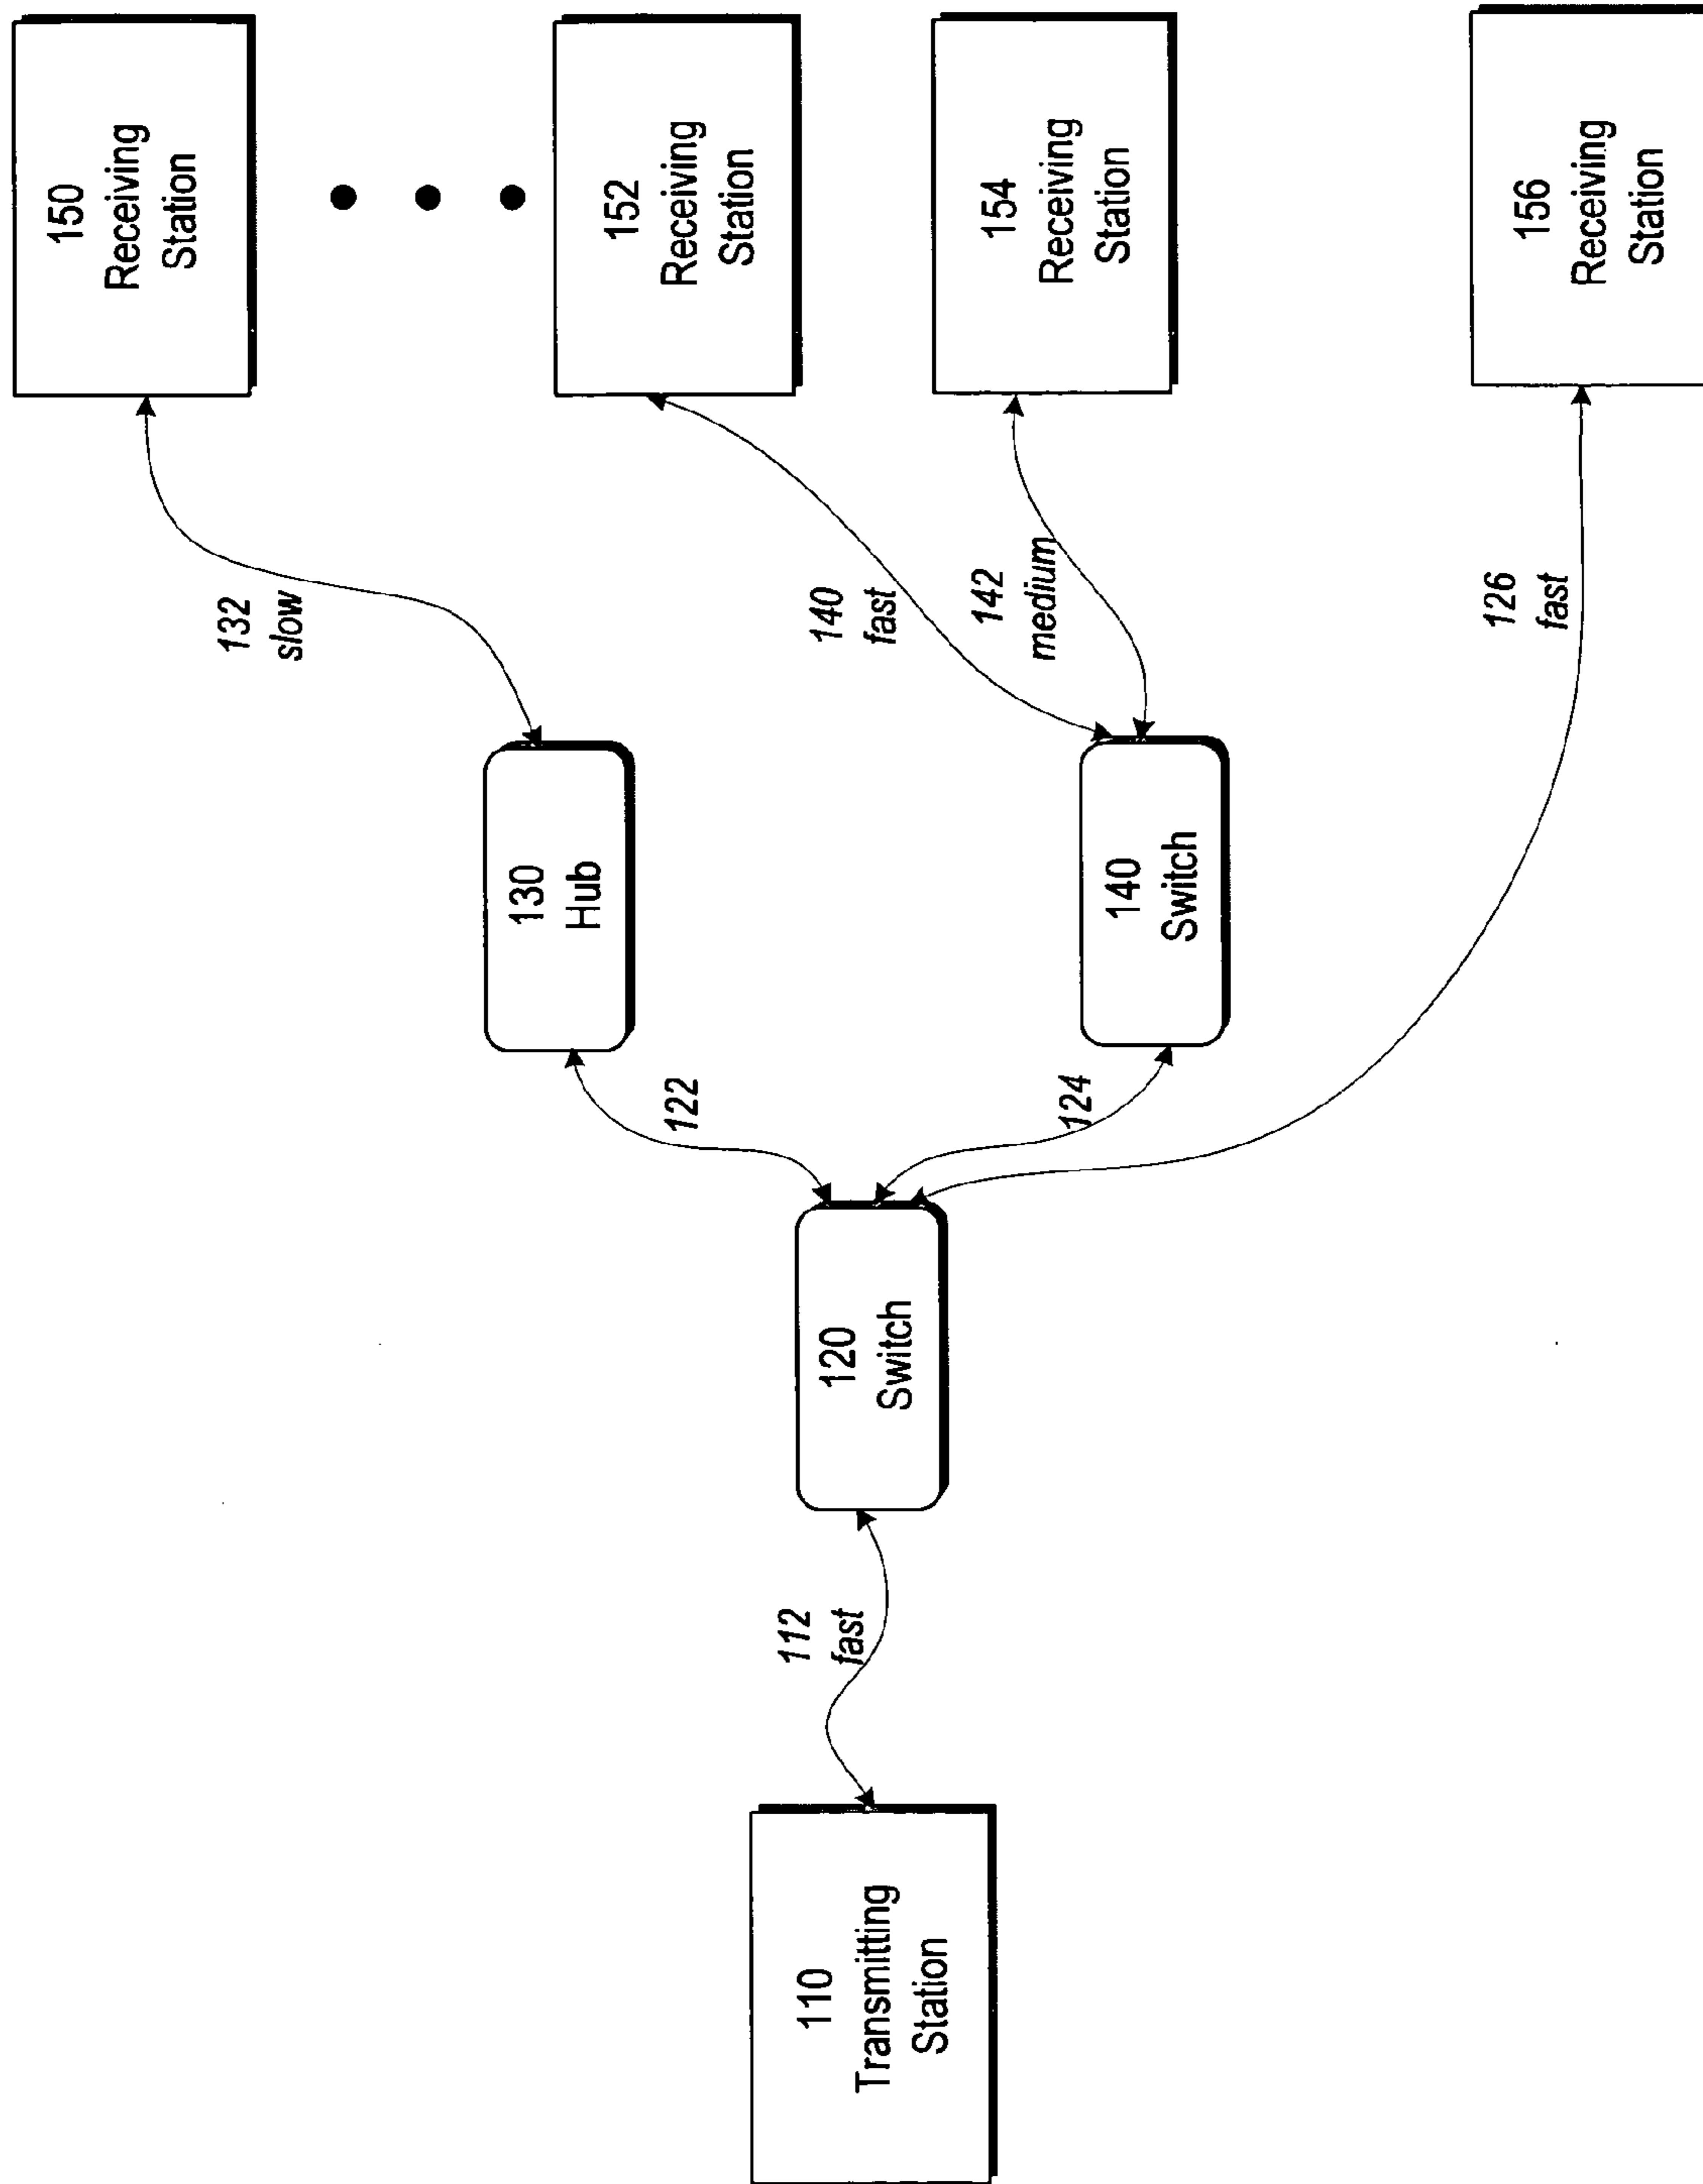 150
Receiving
Station
132
slow
152
Receiving
Station
130
Hub
140
fast
154
Receiving
Station
122
142
medium
120
Switch
112
fast
110
Transmitting
Station
124
140
Switch
126
fast
156
Receiving
Station